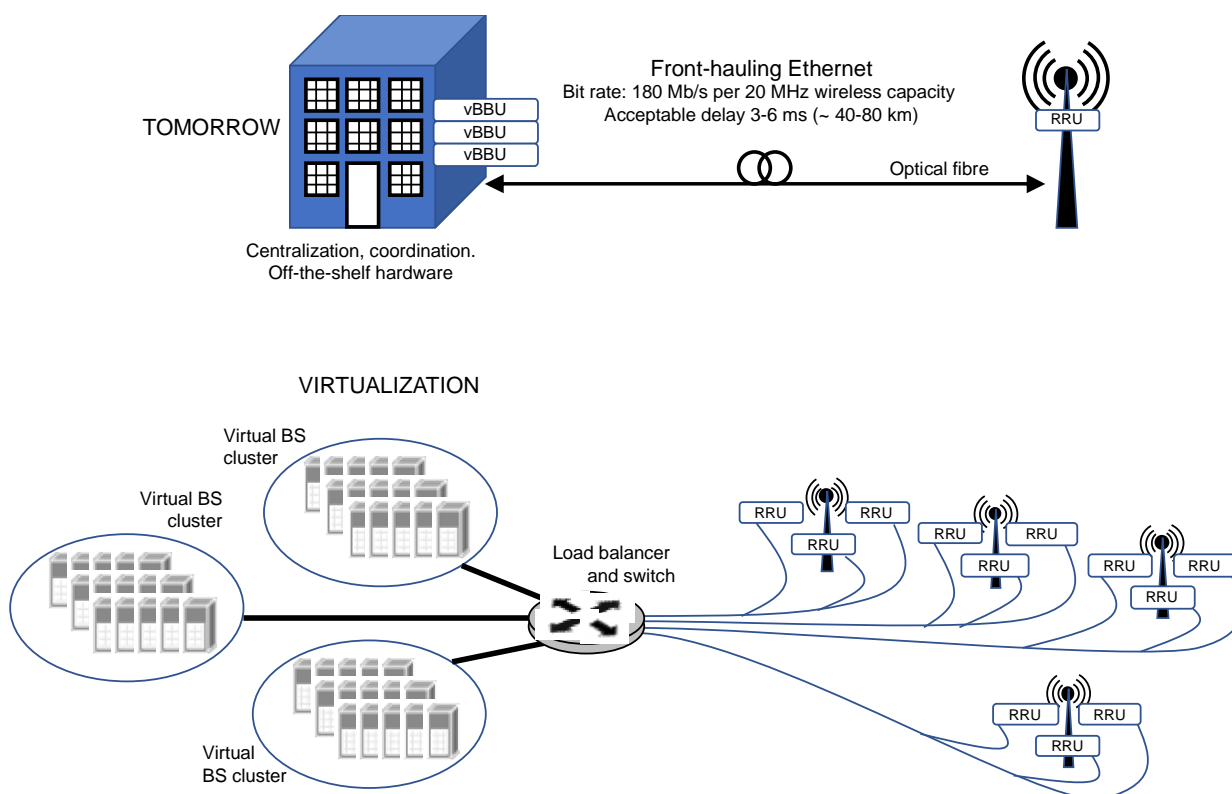 Front-hauling Ethernet
Bit rate: 180 Mb/s per 20 MHz wireless capacity
Acceptable delay 3-6 ms (~ 40-80 km)
TOMORROW
vBBU
vBBU
vBBU
RRU
Optical fibre
Centralization, coordination.
Off-the-shelf hardware
VIRTUALIZATION
Virtual BS
cluster
Virtual BS
cluster
Virtual
BS cluster
Load balancer
and switch
RRU
RRU
RRU
RRU
RRU
RRU
RRU
RRU
RRU
RRU
RRU
RRU